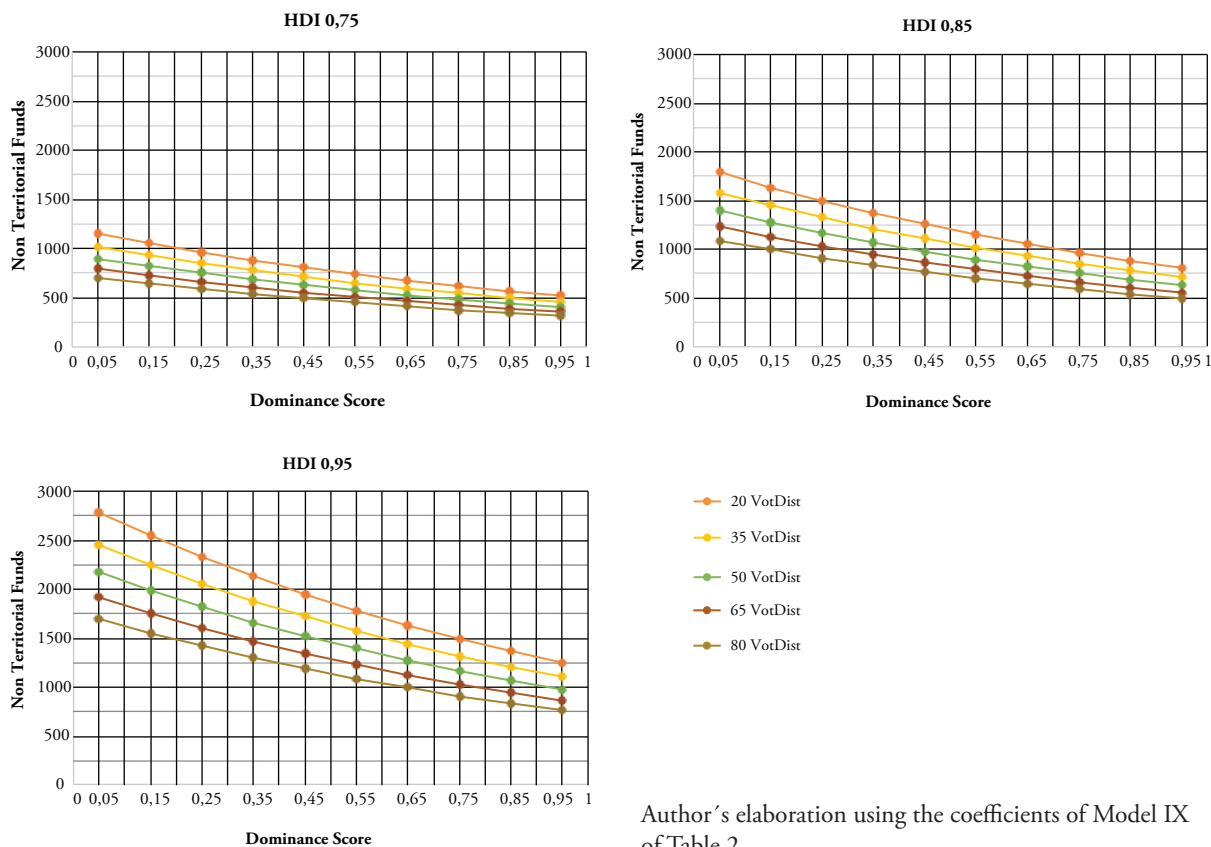 HDI 0,75
3000
2500
2000
1500
1000
500
0
Non Territorial Funds
0 0,05 0,15 0,25 0,35 0,45 0,55 0,65 0,75 0,85 0,95 1
Dominance Score
HDI 0,85
3000
2500
2000
1500
1000
500
0
Non Territorial Funds
0 0,05 0,15 0,25 0,35 0,45 0,55 0,65 0,75 0,85 0,95 1
Dominance Score
HDI 0,95
3000
2500
2000
1500
1000
500
0
Non Territorial Funds
0 0,05 0,15 0,25 0,35 0,45 0,55 0,65 0,75 0,85 0,95 1
Dominance Score
20 VotDist
35 VotDist
50 VotDist
65 VotDist
80 VotDist
Author´s elaboration using the coefficients of Model IX
of Table 2